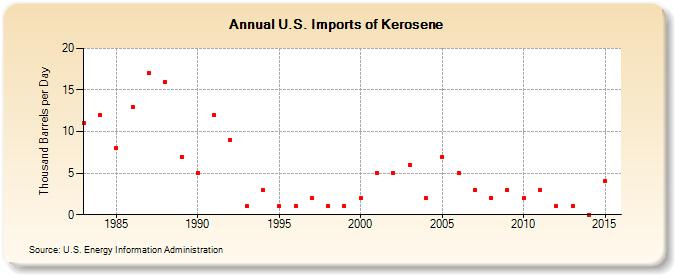 Annual U.S. Imports of Kerosene
Thousand Barrels per Day
20
15
10
5
0
1985 1990 1995 2000 2005 2010 2015
Source: U.S. Energy Information Administration